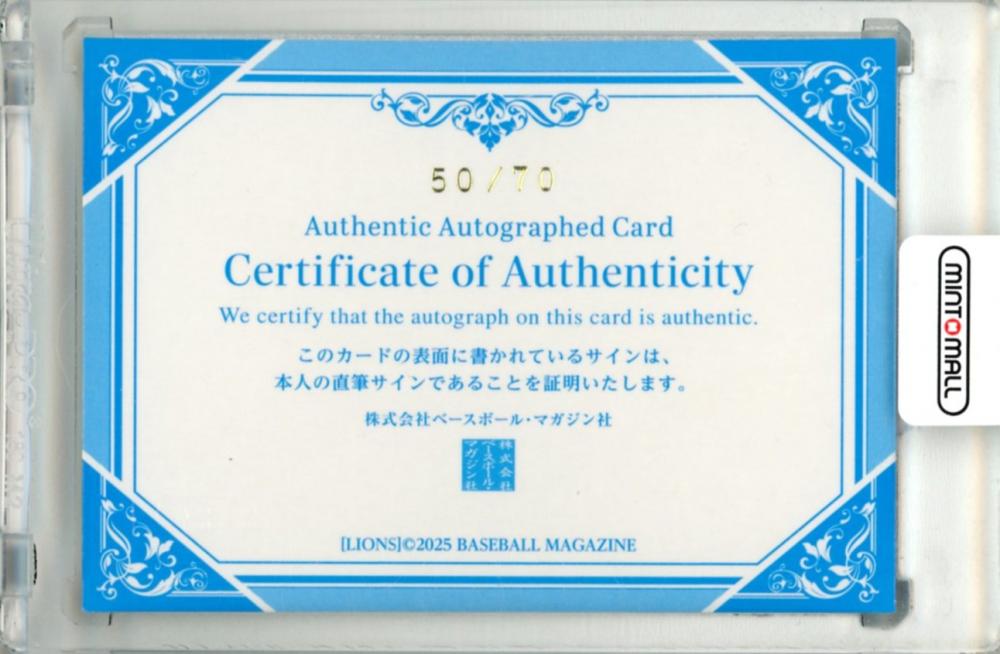 50/70
Authentic Autographed Card
Certificate of Authenticity
We certify that the autograph on this card is authentic.
このカードの表面に書かれているサインは、
本人の直筆サインであることを証明いたします。
株式会社ベースボール・マガジン社
株式会社
ベースボール・
マガジン社
[LIONS]©2025 BASEBALL MAGAZINE
MINTOMALL